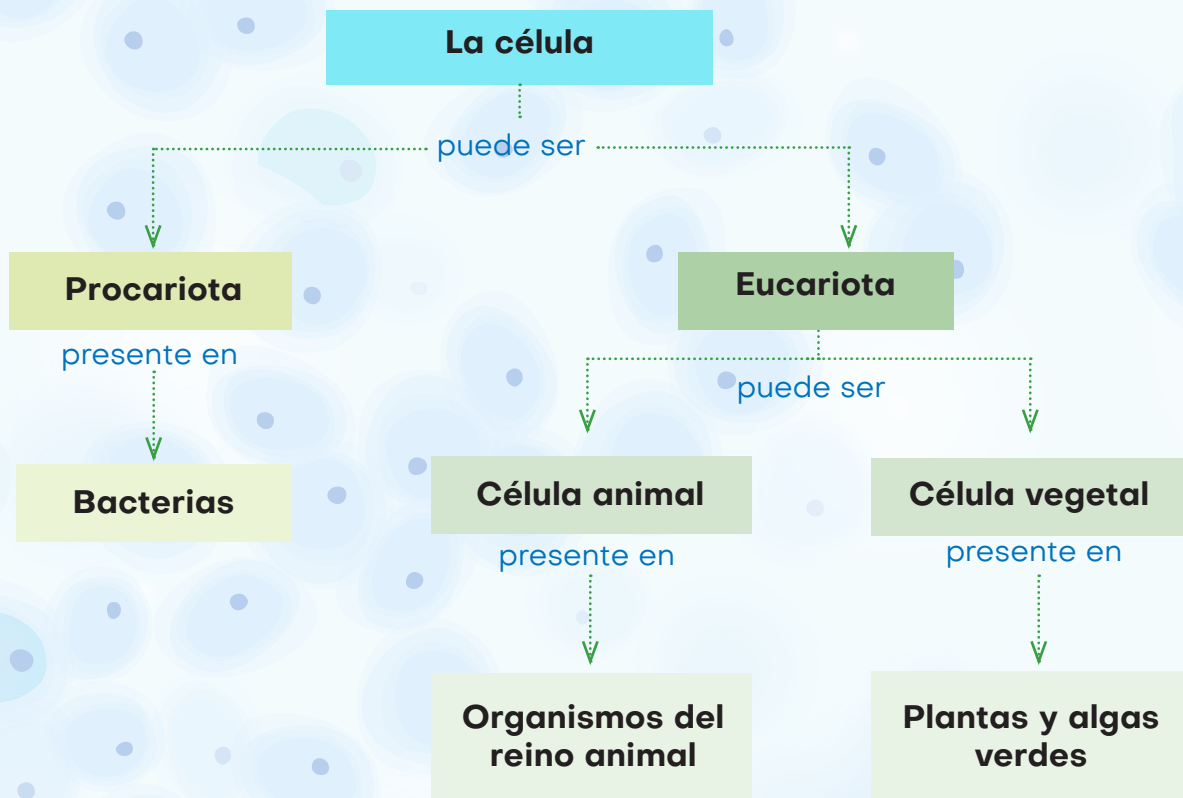 La célula
puede ser
Procariota
presente en
Bacterias
Eucariota
puede ser
Célula animal
presente en
Organismos del
reino animal
Célula vegetal
presente en
Plantas y algas
verdes